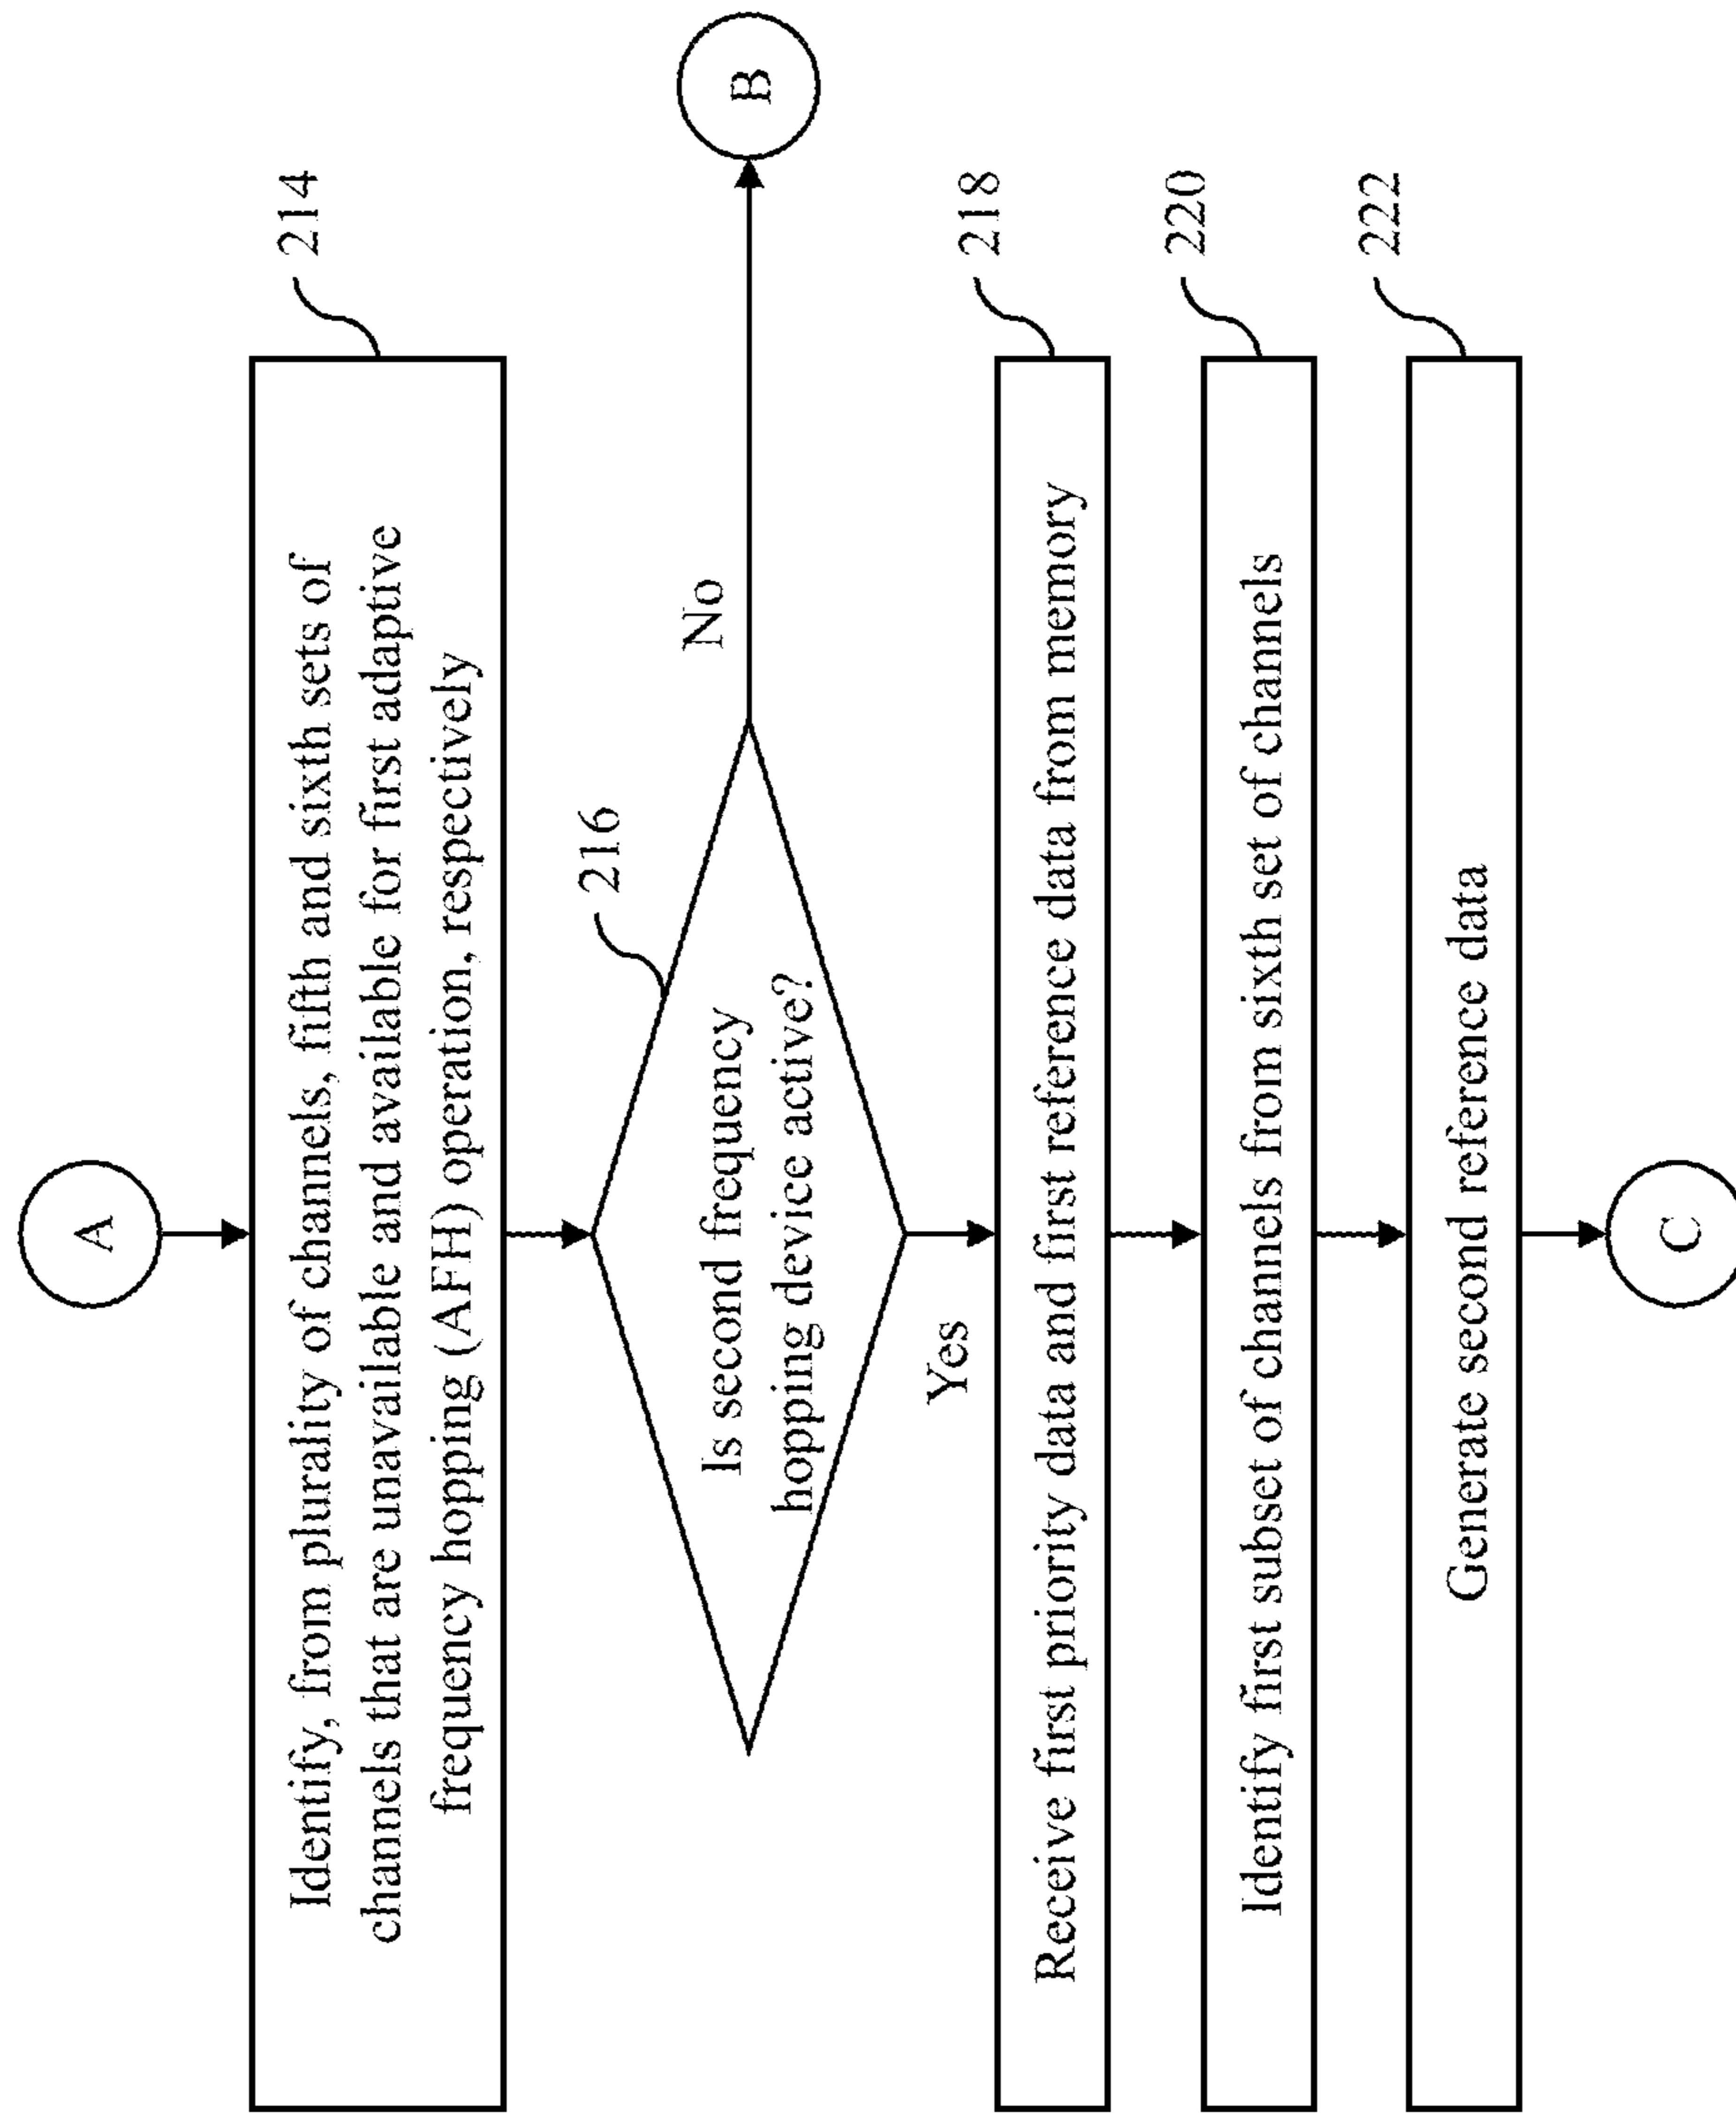 A
214
Identify, from plurality of channels, fifth and sixth sets of
channels that are unavailable and available for first adaptive
frequency hopping (AFH) operation, respectively
216
Is second frequency
hopping device active?
No
B
Yes
218
Receive first priority data and first reference data from memory
220
Identify first subset of channels from sixth set of channels
222
Generate second reference data
C